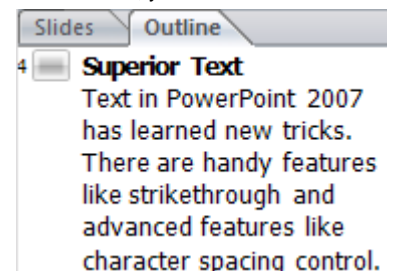 Slides Outline
4 Superior Text
Text in PowerPoint 2007
has learned new tricks.
There are handy features
like strikethrough and
advanced features like
character spacing control.